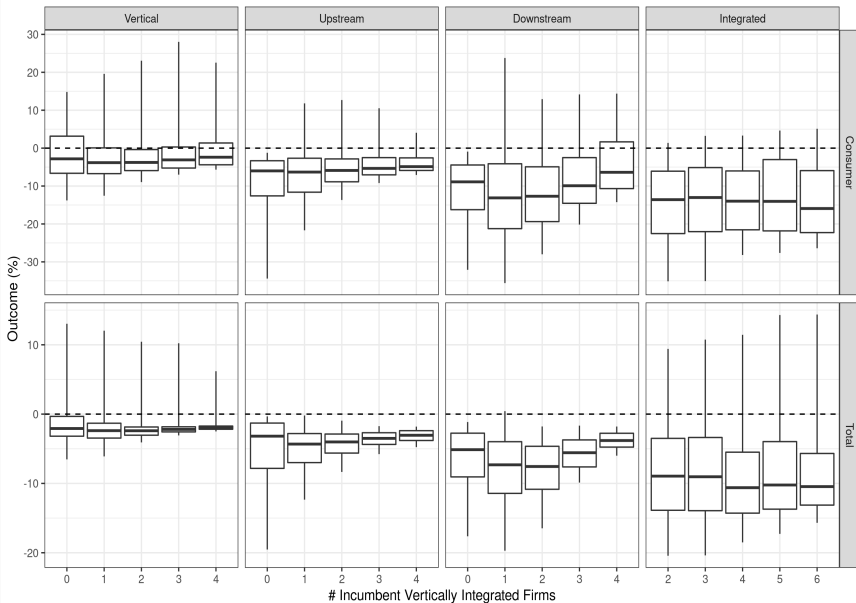 Vertical Upstream Downstream Integrated
30
20
10
0
-10
-20
-30
Consumer
Outcome (%)
10
0
-10
-20
Total
0 1 2 3 4 0 1 2 3 4 0 1 2 3 4 2 3 4 5 6
# Incumbent Vertically Integrated Firms